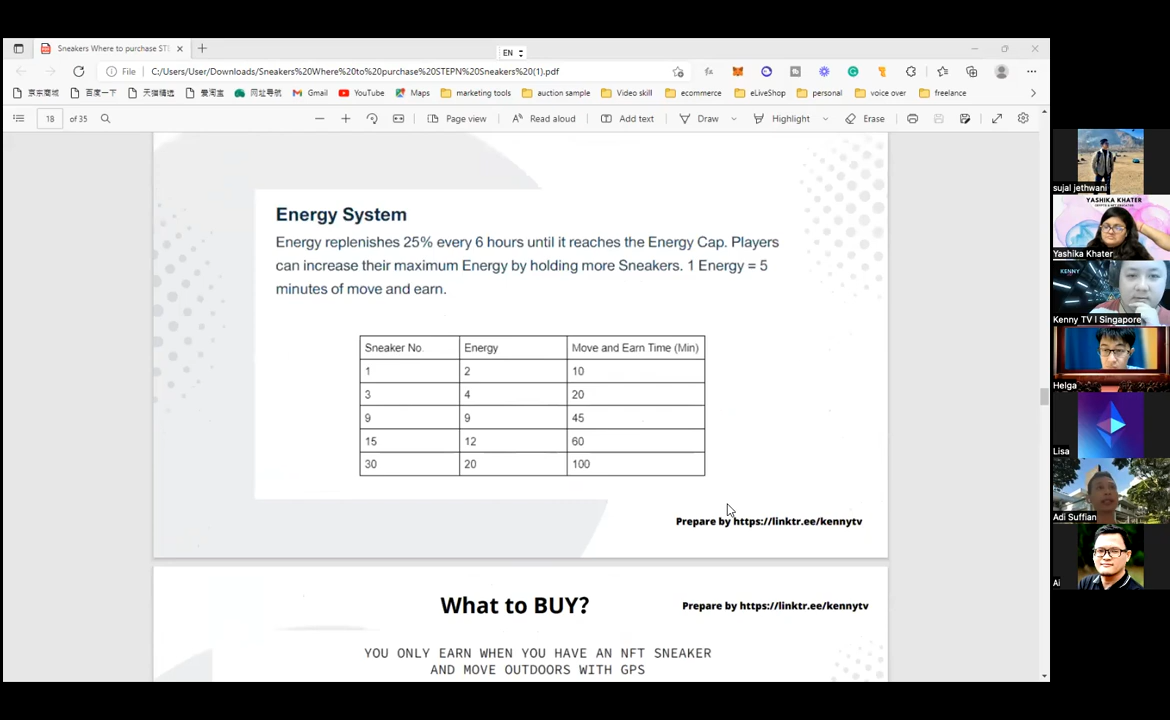 Sneakers Where to purchase STE
EN
File
C:/Users/User/Downloads/Sneakers%20Where%20to%20purchase%20STEPN%20Sneakers%20(1).pdf
京东商城 百度一下 天猫精选 爱淘宝 网址导航 Gmail YouTube Maps marketing tools auction sample Video skill ecommerce eLiveShop personal voice over freelance
18 of 35 Page view Read aloud Add text Draw Highlight Erase
Energy System
Energy replenishes 25% every 6 hours until it reaches the Energy Cap. Players
can increase their maximum Energy by holding more Sneakers. 1 Energy = 5
minutes of move and earn.
Sneaker No. Energy Move and Earn Time (Min)
1 2 10
3 4 20
9 9 45
15 12 60
30 20 100
Prepare by https://linktr.ee/kennytv
What to BUY?
Prepare by https://linktr.ee/kennytv
YOU ONLY EARN WHEN YOU HAVE AN NFT SNEAKER
AND MOVE OUTDOORS WITH GPS
sujal jethwani
YASHIKA KHATER
Yashika Khater
KENNY
Kenny TV I Singapore
Helga
Lisa
Adi Suffian
Ai